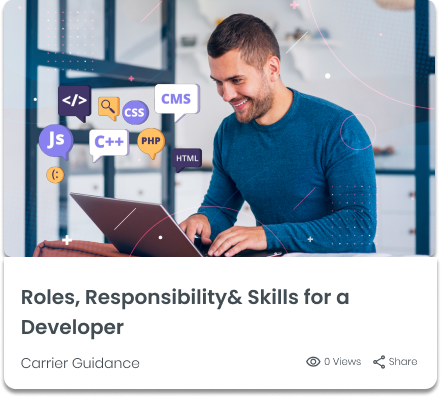 </>
CMS
CSS
Js
C++
PHP
HTML
(:
Roles, Responsibility& Skills for a
Developer
Carrier Guidance
0 Views
Share